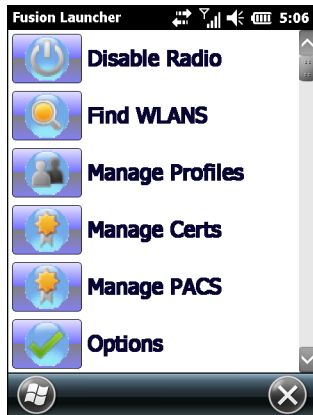 Fusion Launcher 5:06
Disable Radio
Find WLANS
Manage Profiles
Manage Certs
Manage PACS
Options